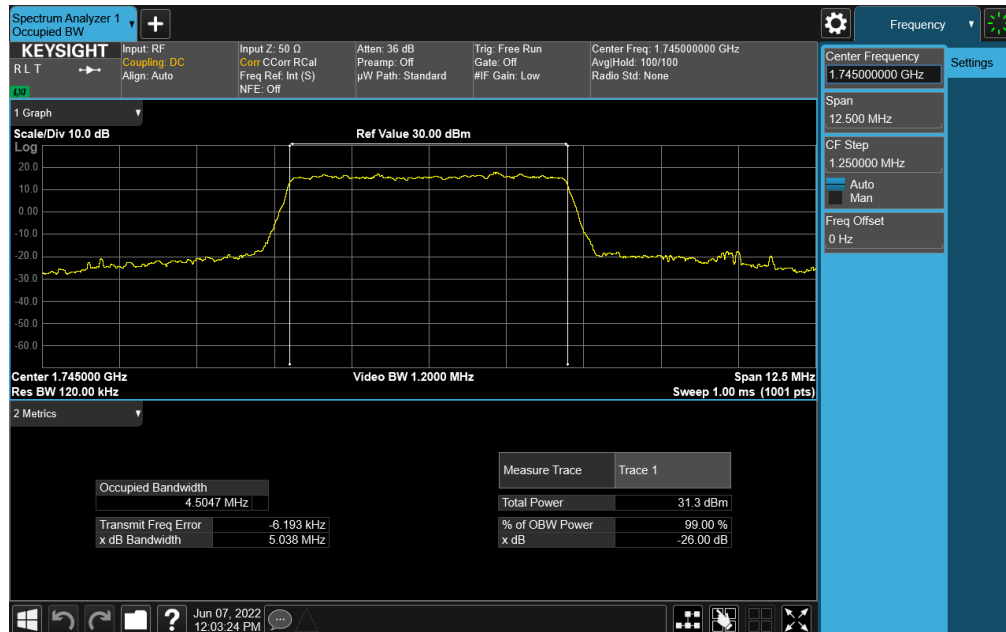 Spectrum Analyzer 1
Occupied BW
Frequency
KEYSIGHT
R L T
LXI
Input: RF
Coupling: DC
Align: Auto
Input Z: 50 Ω
Corr CCorr RCal
Freq Ref: Int (S)
NFE: Off
Atten: 36 dB
Preamp: Off
µW Path: Standard
Trig: Free Run
Gate: Off
#IF Gain: Low
Center Freq: 1.745000000 GHz
Avg|Hold: 100/100
Radio Std: None
Center Frequency
1.745000000 GHz
Settings
Span
12.500 MHz
CF Step
1.250000 MHz
Auto
Man
Freq Offset
0 Hz
1 Graph
Scale/Div 10.0 dB
Ref Value 30.00 dBm
Log
20.0
10.0
0.00
-10.0
-20.0
-30.0
-40.0
-50.0
-60.0
Center 1.745000 GHz
Video BW 1.2000 MHz
Span 12.5 MHz
Res BW 120.00 kHz
Sweep 1.00 ms (1001 pts)
2 Metrics
Measure Trace Trace 1
Occupied Bandwidth
4.5047 MHz
Total Power 31.3 dBm
Transmit Freq Error -6.193 kHz
% of OBW Power 99.00 %
x dB Bandwidth 5.038 MHz
x dB -26.00 dB
?
Jun 07, 2022
12:03:24 PM